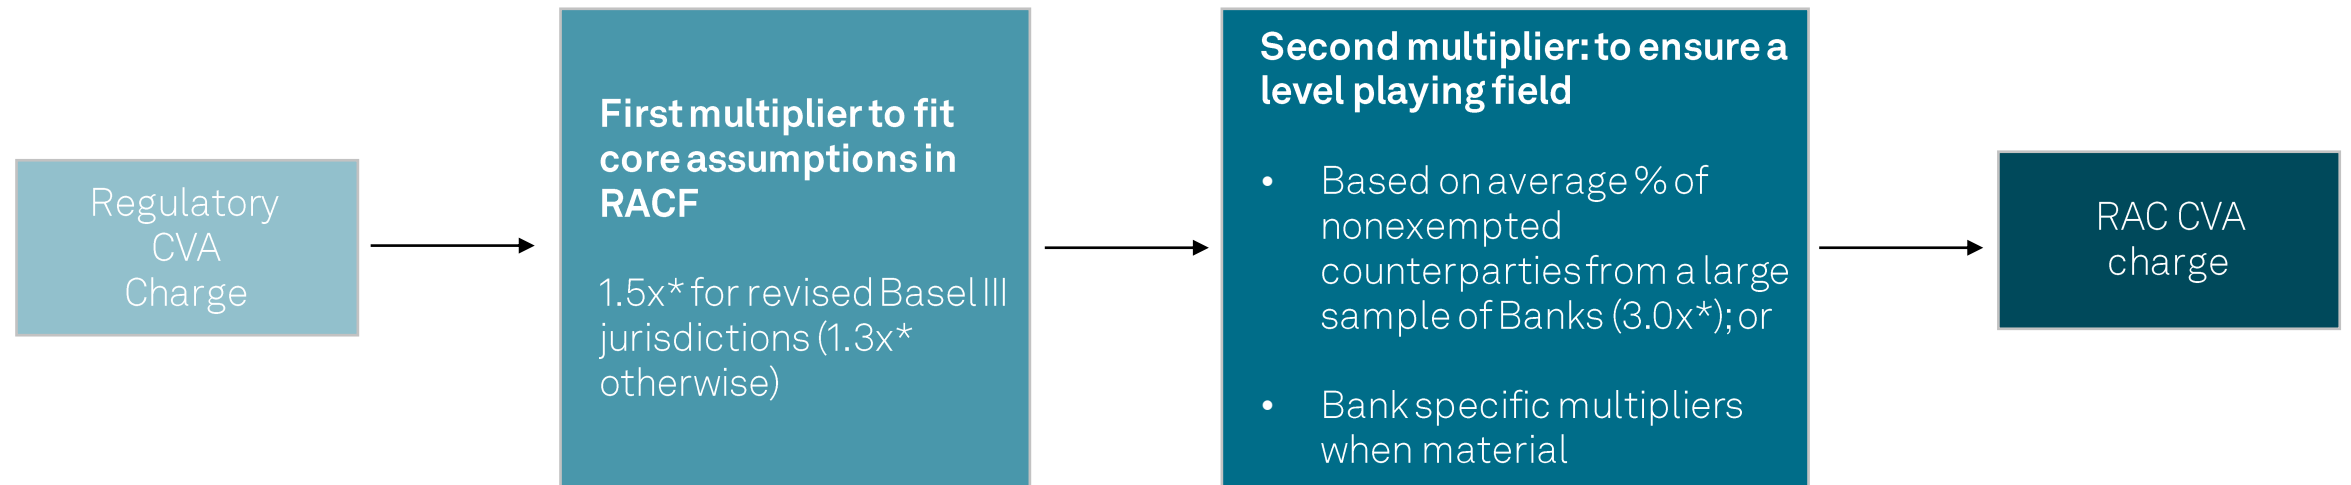 Regulatory
CVA
Charge
First multiplier to fit
core assumptions in
RACF
1.5x* for revised Basel III
jurisdictions (1.3x*
otherwise)
Second multiplier: to ensure a
level playing field
• Based on average % of
nonexempted
counterparties from a large
sample of Banks (3.0x*); or
• Bank specific multipliers
when material
RAC CVA
charge